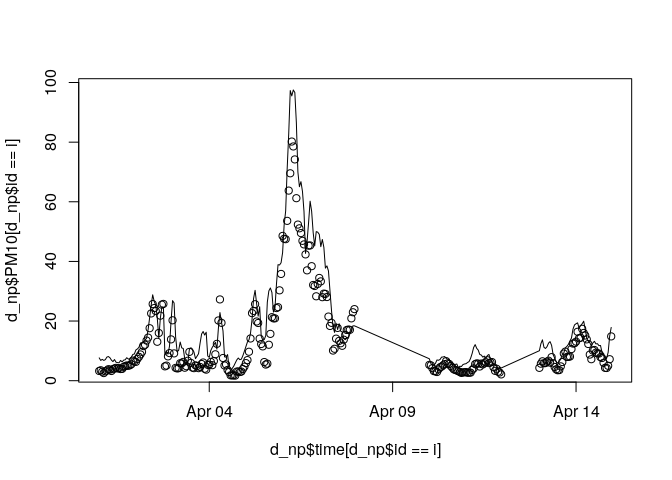 100
80
60
40
20
0
d_np$PM10[d_np$id == i]
Apr 04
Apr 09
Apr 14
d_np$time[d_np$id == i]